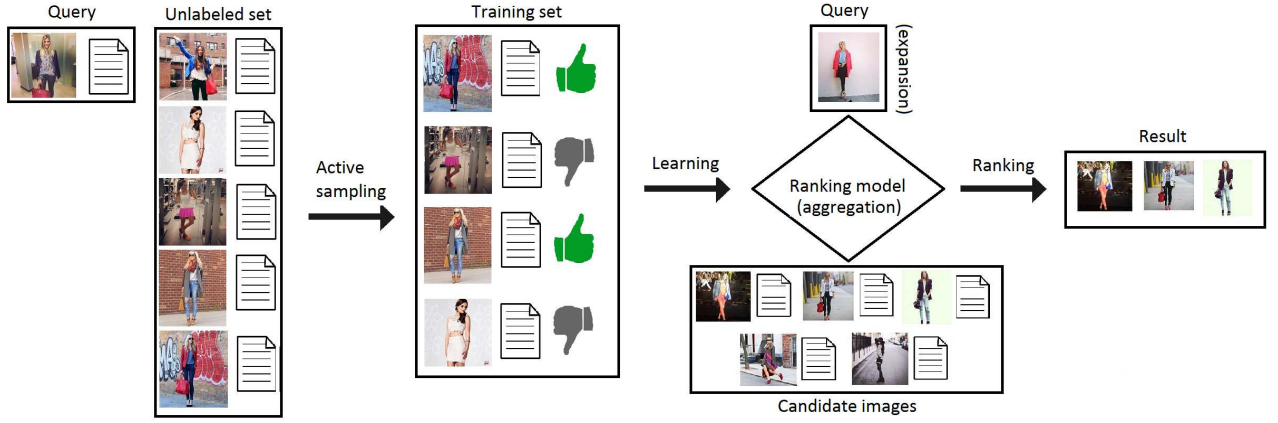 Query
Unlabeled set
Active
sampling
Training set
Learning
Query
(expansion)
Ranking model
(aggregation)
Candidate images
Ranking
Result